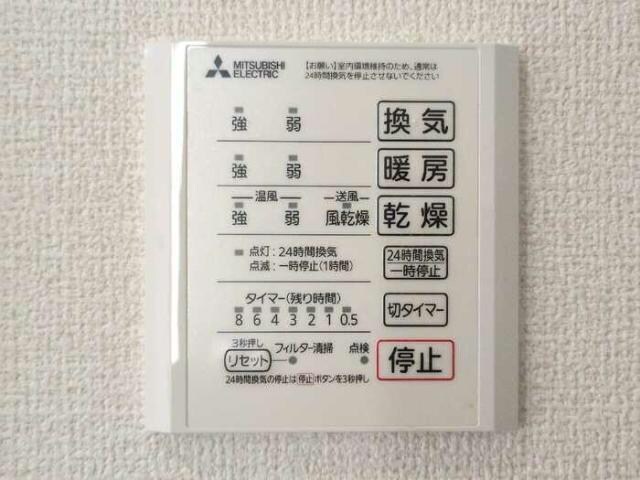 MITSUBISHI
ELECTRIC
【お願い】室内環境維持のため、通常は
24時間換気を停止させないでください
強 弱 換気
強 弱 暖房
温風 送風
強 弱 風乾燥 乾燥
点灯:24時間換気
点滅:一時停止(1時間)
24時間換気
一時停止
タイマー(残り時間)
8 6 4 3 2 1 0.5
切タイマー
3秒押し
リセット フィルター清掃 点検
停止
24時間換気の停止は停止ボタンを3秒押し